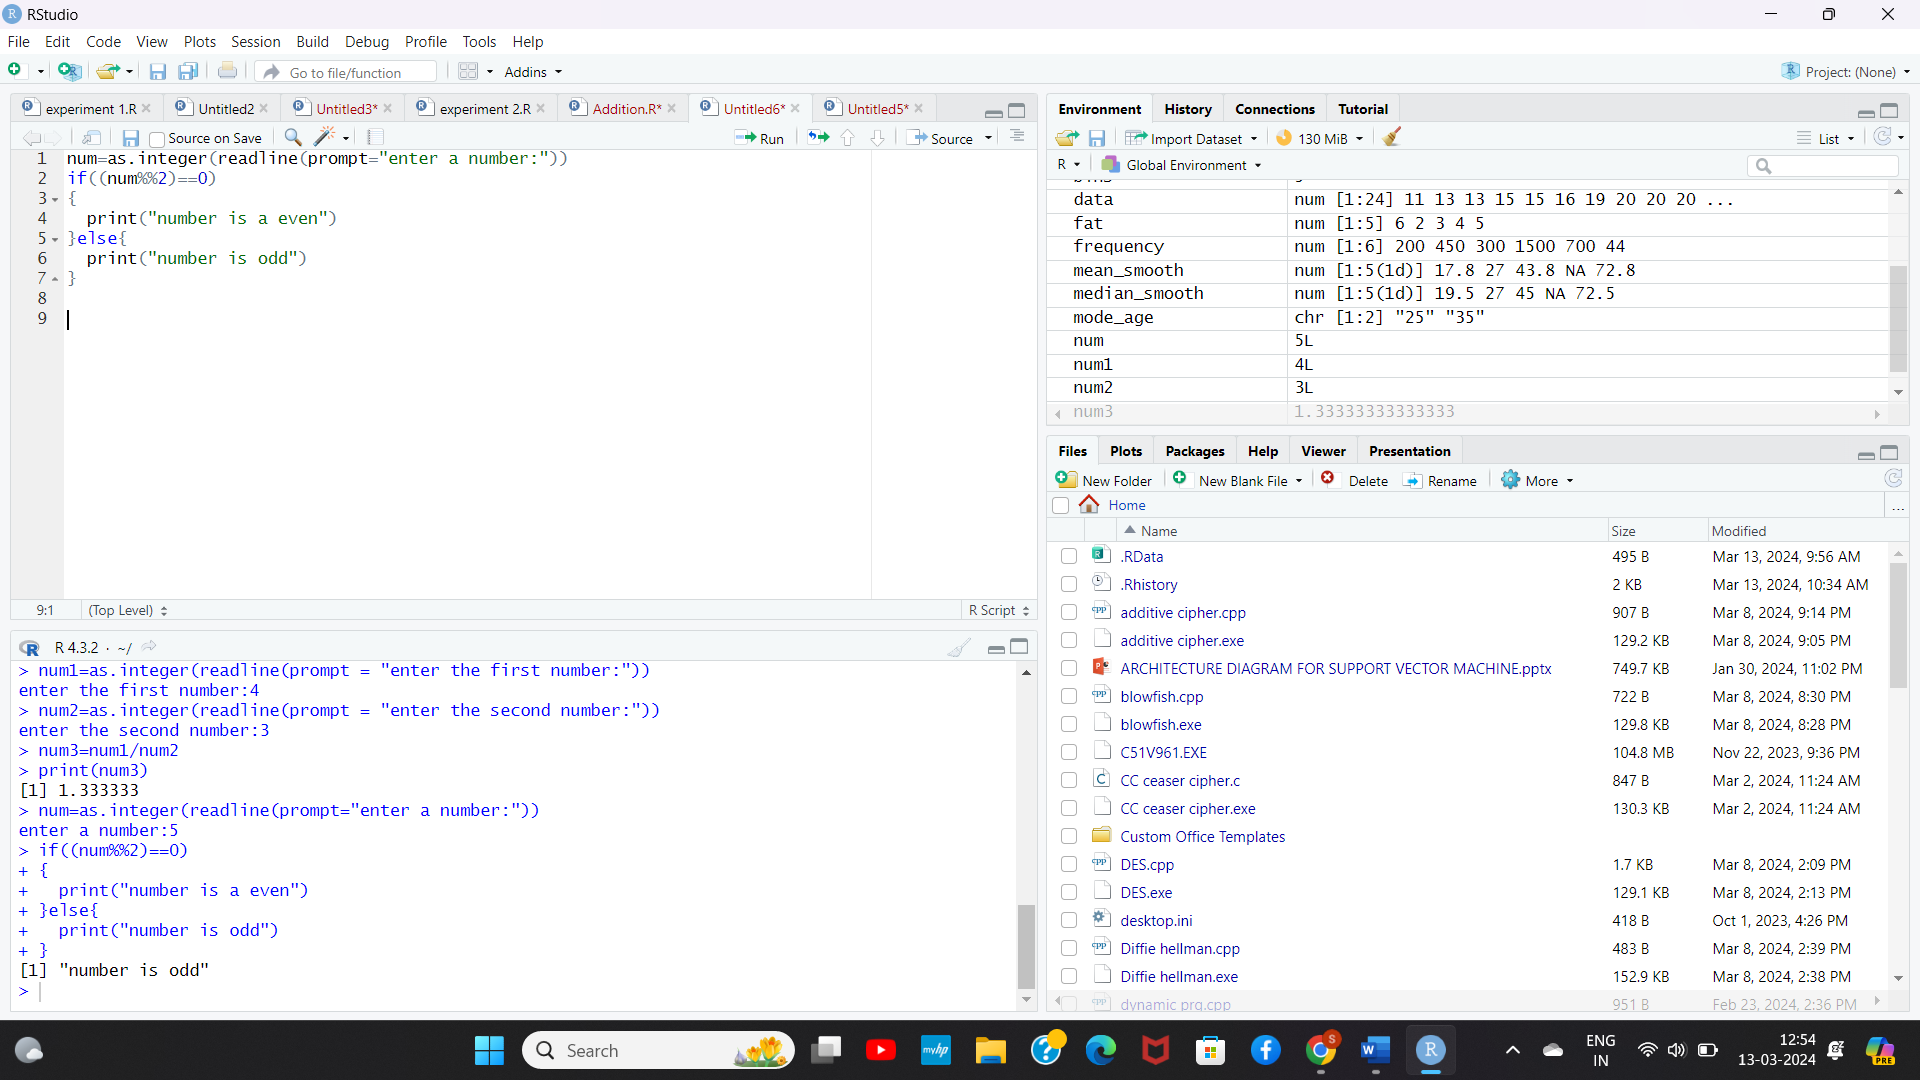 RStudio
File Edit Code View Plots Session Build Debug Profile Tools Help
Go to file/function Addins Project: (None)
experiment 1.R Untitled2 Untitled3* experiment 2.R Addition.R* Untitled6* Untitled5*
Source on Save Run Source
1 num=as.integer(readline(prompt="enter a number:"))
2 if((num%%2)==0)
3 {
4 print("number is a even")
5 }else{
6 print("number is odd")
7 }
8
9
9:1 (Top Level) R Script
R 4.3.2 · ~/
> num1=as.integer(readline(prompt = "enter the first number:"))
enter the first number:4
> num2=as.integer(readline(prompt = "enter the second number:"))
enter the second number:3
> num3=num1/num2
> print(num3)
[1] 1.333333
> num=as.integer(readline(prompt="enter a number:"))
enter a number:5
> if((num%%2)==0)
+ {
+ print("number is a even")
+ }else{
+ print("number is odd")
+ }
[1] "number is odd"
>
Environment History Connections Tutorial
Import Dataset 130 MiB List
R Global Environment
data num [1:24] 11 13 13 15 15 16 19 20 20 20 ...
fat num [1:5] 6 2 3 4 5
frequency num [1:6] 200 450 300 1500 700 44
mean_smooth num [1:5(1d)] 17.8 27 43.8 NA 72.8
median_smooth num [1:5(1d)] 19.5 27 45 NA 72.5
mode_age chr [1:2] "25" "35"
num 5L
num1 4L
num2 3L
num3 1.33333333333333
Files Plots Packages Help Viewer Presentation
New Folder New Blank File Delete Rename More
Home ...
Name Size Modified
.RData 495 B Mar 13, 2024, 9:56 AM
.Rhistory 2 KB Mar 13, 2024, 10:34 AM
additive cipher.cpp 907 B Mar 8, 2024, 9:14 PM
additive cipher.exe 129.2 KB Mar 8, 2024, 9:05 PM
ARCHITECTURE DIAGRAM FOR SUPPORT VECTOR MACHINE.pptx 749.7 KB Jan 30, 2024, 11:02 PM
blowfish.cpp 722 B Mar 8, 2024, 8:30 PM
blowfish.exe 129.8 KB Mar 8, 2024, 8:28 PM
C51V961.EXE 104.8 MB Nov 22, 2023, 9:36 PM
CC ceaser cipher.c 847 B Mar 2, 2024, 11:24 AM
CC ceaser cipher.exe 130.3 KB Mar 2, 2024, 11:24 AM
Custom Office Templates
DES.cpp 1.7 KB Mar 8, 2024, 2:09 PM
DES.exe 129.1 KB Mar 8, 2024, 2:13 PM
desktop.ini 418 B Oct 1, 2023, 4:26 PM
Diffie hellman.cpp 483 B Mar 8, 2024, 2:39 PM
Diffie hellman.exe 152.9 KB Mar 8, 2024, 2:38 PM
dynamic prg.cpp 951 B Feb 23, 2024, 2:36 PM
Search
ENG
IN
12:54
13-03-2024